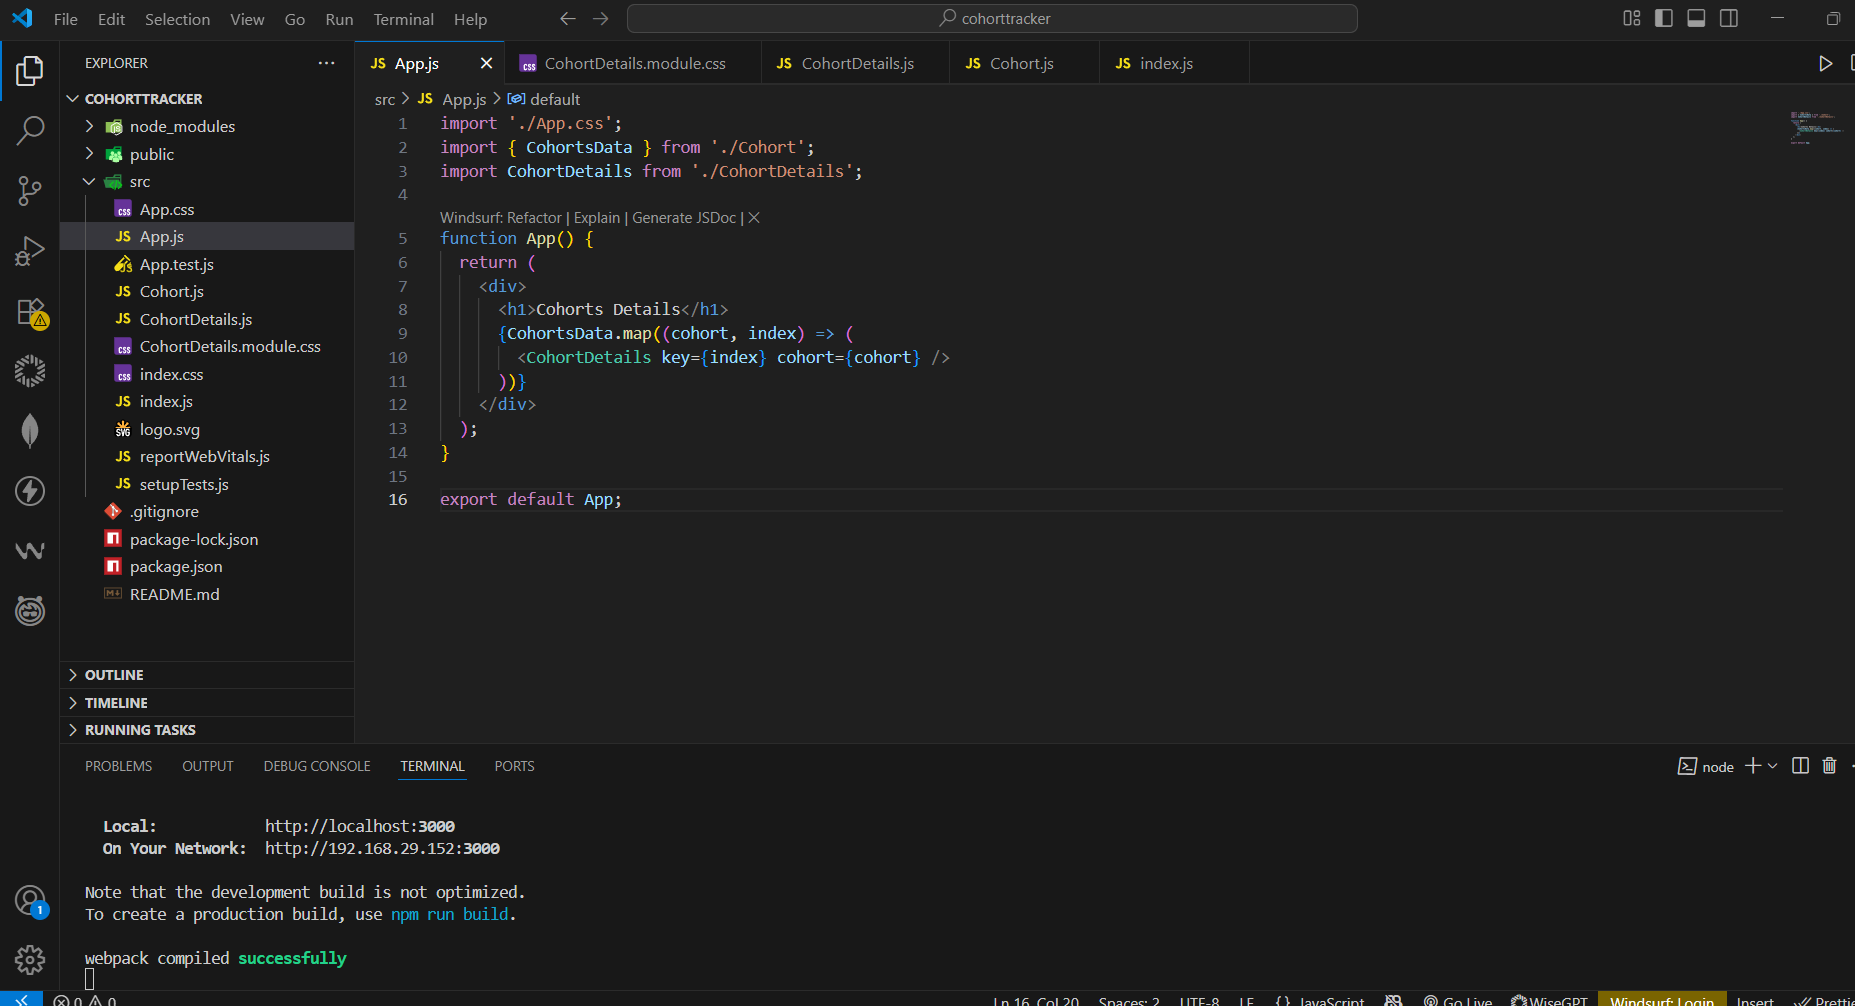 File Edit Selection View Go Run Terminal Help
cohorttracker
EXPLORER
COHORTTRACKER
node_modules
public
src
App.css
App.js
App.test.js
Cohort.js
CohortDetails.js
CohortDetails.module.css
index.css
index.js
logo.svg
reportWebVitals.js
setupTests.js
.gitignore
package-lock.json
package.json
README.md
OUTLINE
TIMELINE
RUNNING TASKS
JS App.js
css CohortDetails.module.css
JS CohortDetails.js
JS Cohort.js
JS index.js
src > JS App.js > default
1 import './App.css';
2 import { CohortsData } from './Cohort';
3 import CohortDetails from './CohortDetails';
4
Windsurf: Refactor | Explain | Generate JSDoc | X
5 function App() {
6 return (
7 <div>
8 <h1>Cohorts Details</h1>
9 {CohortsData.map((cohort, index) => (
10 <CohortDetails key={index} cohort={cohort} />
11 ))}
12 </div>
13 );
14 }
15
16 export default App;
PROBLEMS OUTPUT DEBUG CONSOLE TERMINAL PORTS
node
Local: http://localhost:3000
On Your Network: http://192.168.29.152:3000
Note that the development build is not optimized.
To create a production build, use npm run build.
webpack compiled successfully
0 0
Ln 16, Col 20 Spaces: 2 UTF-8 LF {} JavaScript Go Live WiseGPT Windsurf: Login Insert Prettie